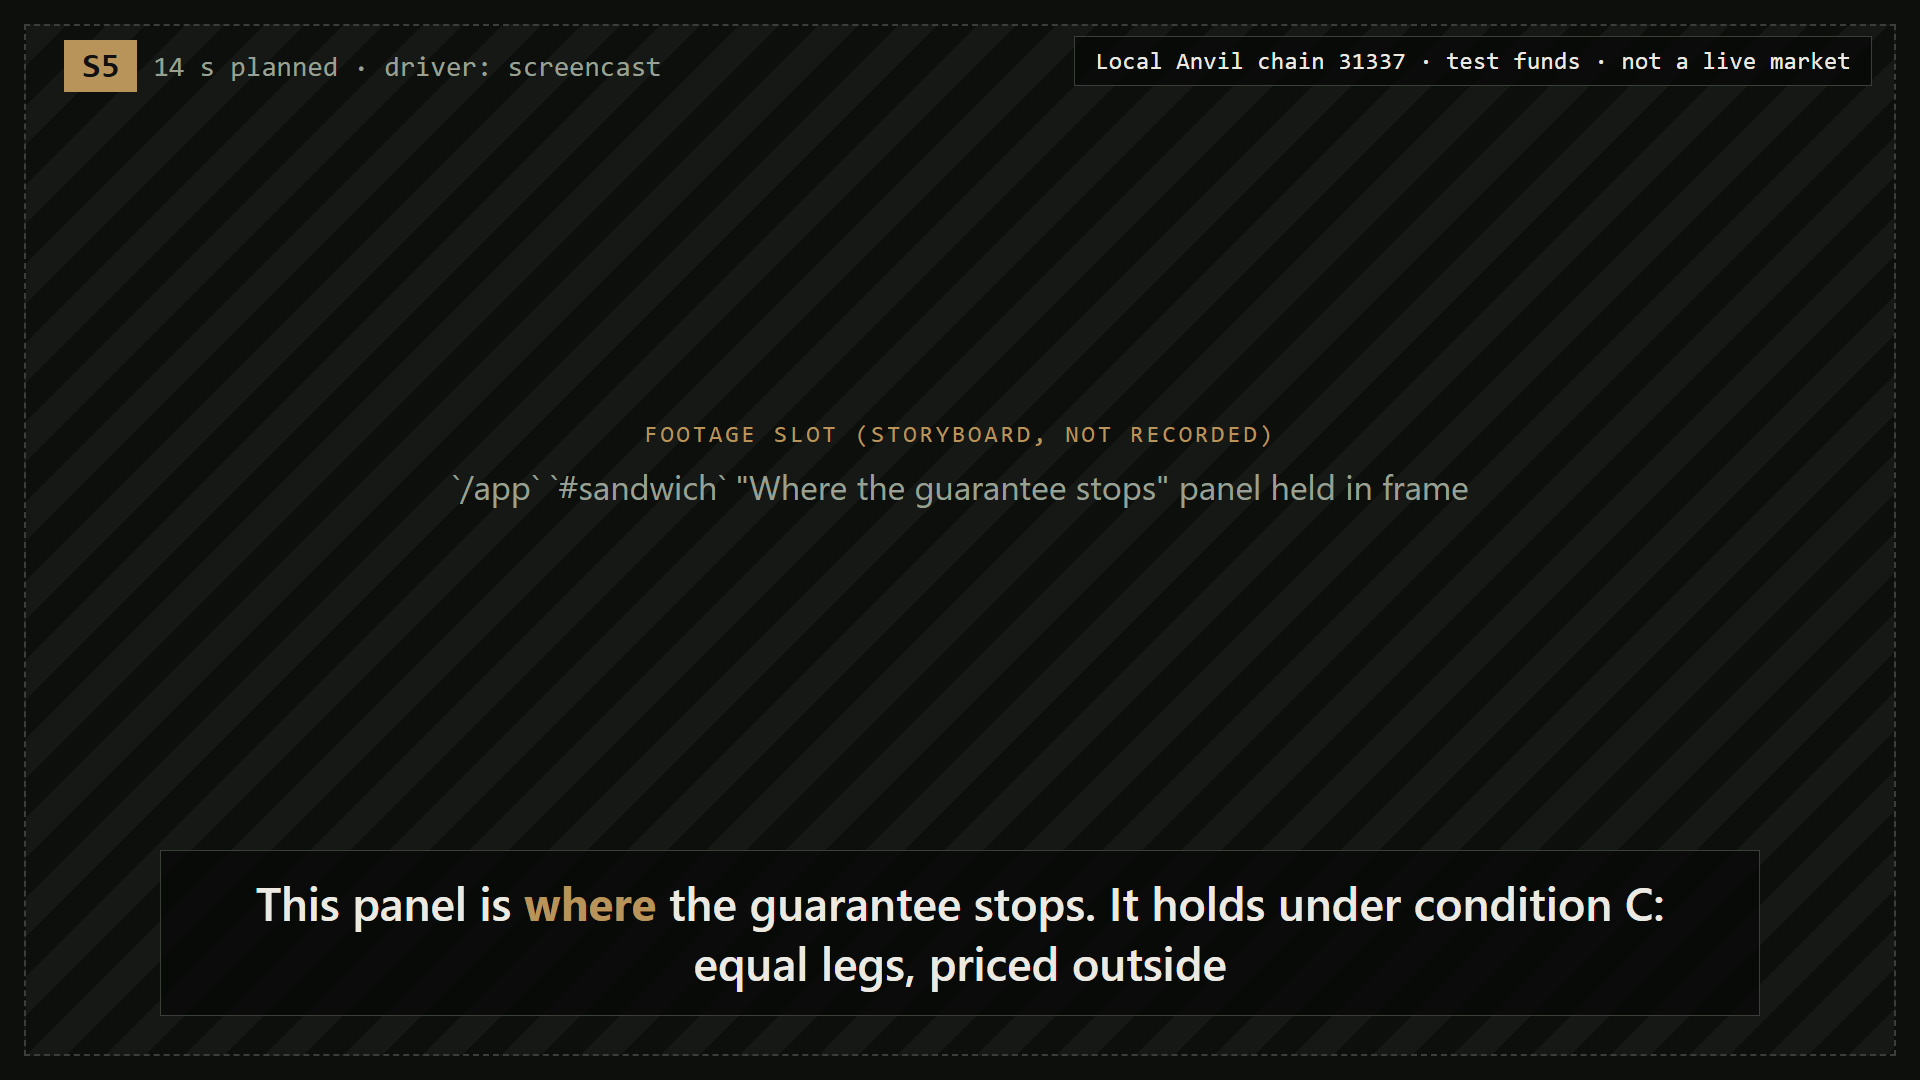 S5
14 s planned · driver: screencast
Local Anvil chain 31337 · test funds · not a live market
FOOTAGE SLOT (STORYBOARD, NOT RECORDED)
`/app` `#sandwich` "Where the guarantee stops" panel held in frame
This panel is where the guarantee stops. It holds under condition C:
equal legs, priced outside